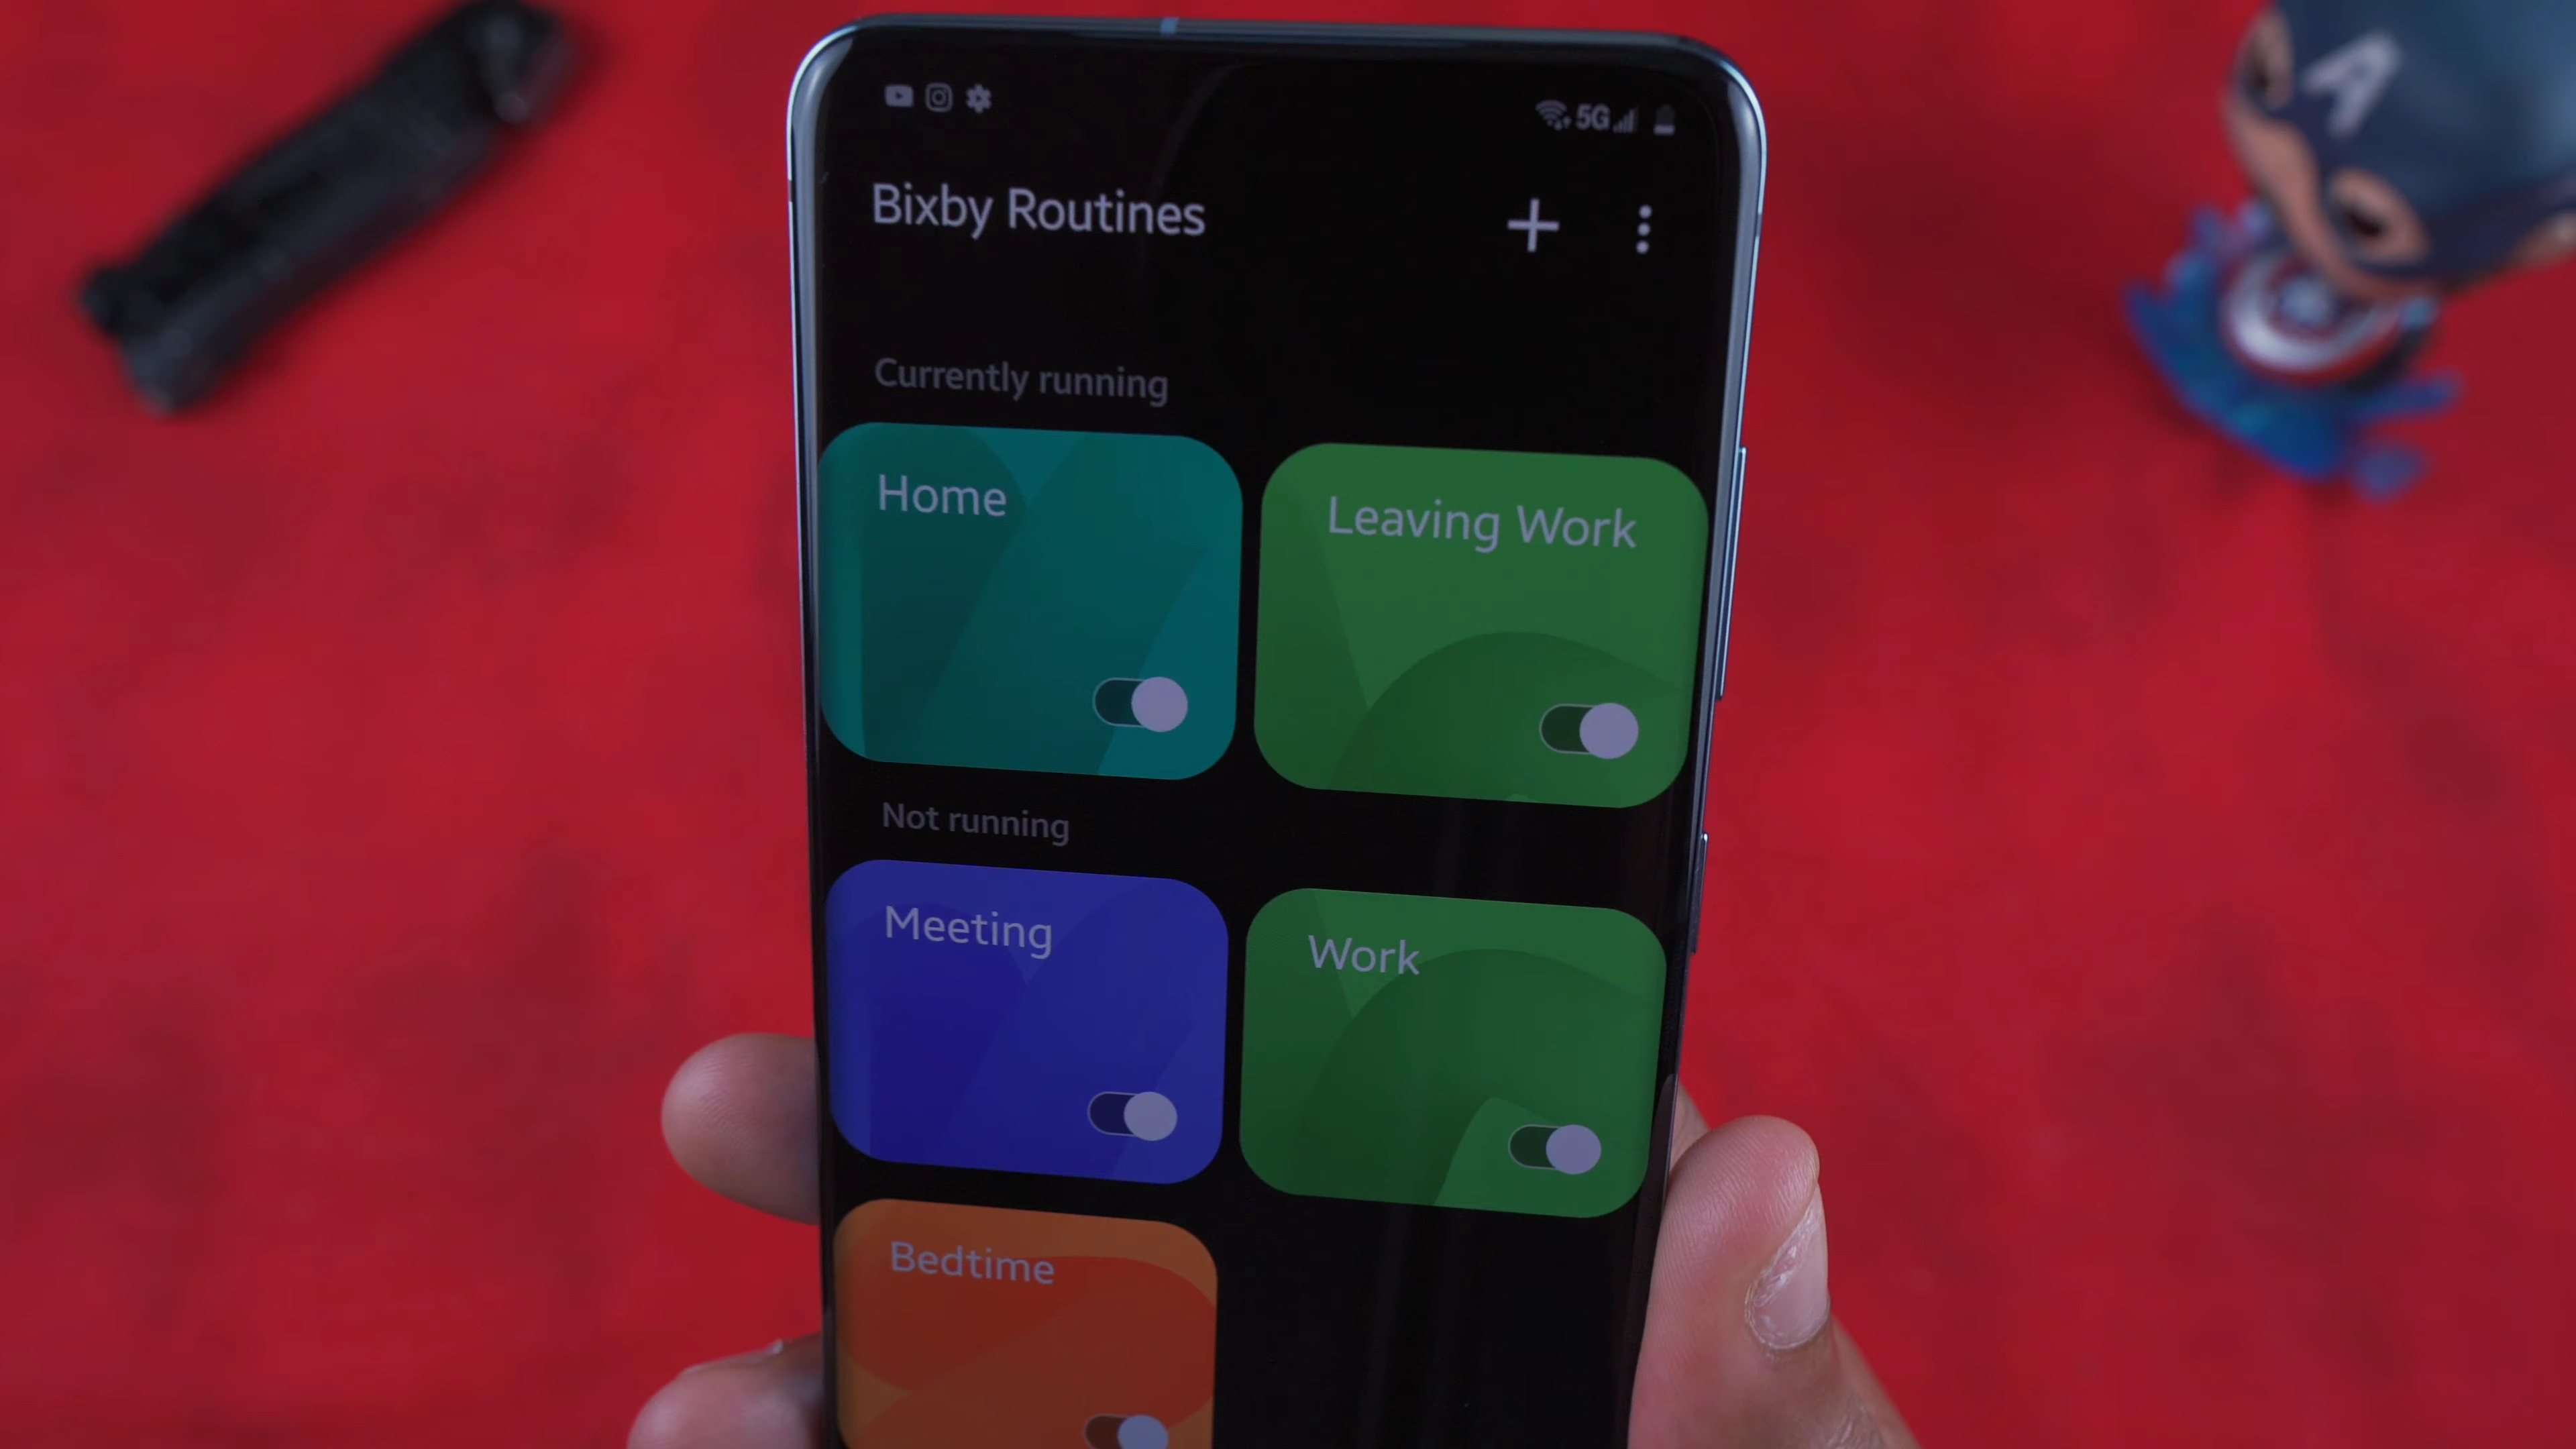 5G
Bixby Routines
Currently running
Home
Leaving Work
Not running
Meeting
Work
Bedtime
A